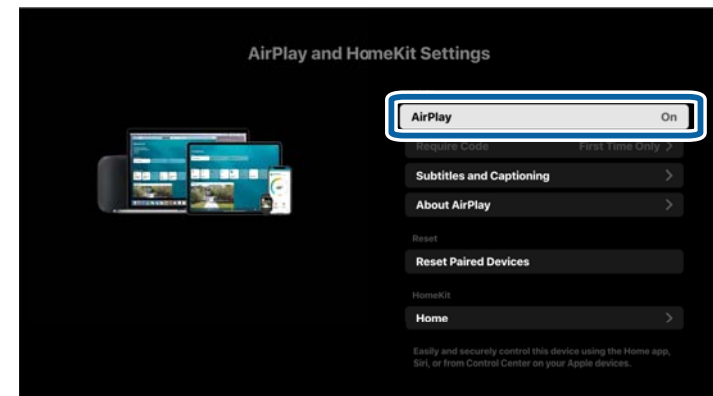 AirPlay and HomeKit Settings
AirPlay On
Require Code First Time Only >
Subtitles and Captioning >
About AirPlay >
Reset
Reset Paired Devices
HomeKit
Home >
Easily and securely control this device using the Home app,
Siri, or from Control Center on your Apple devices.